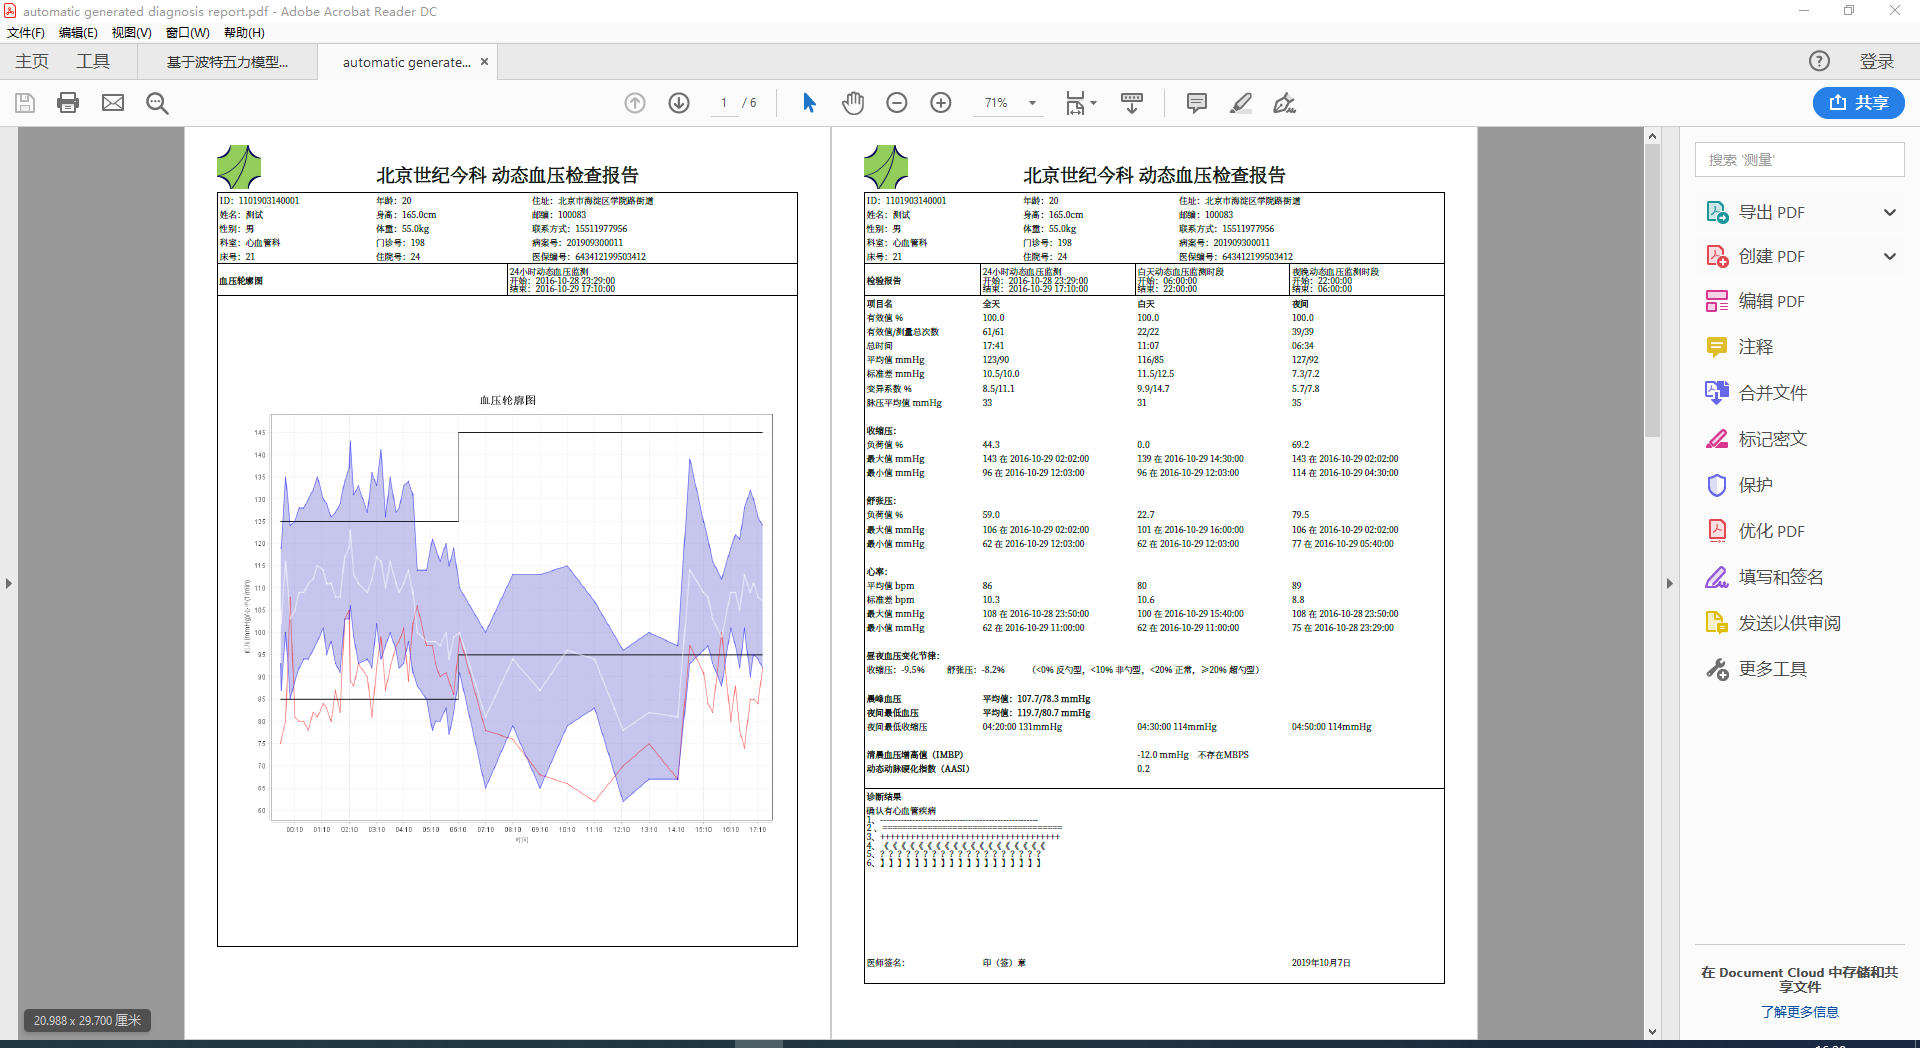 automatic generated diagnosis report.pdf - Adobe Acrobat Reader DC
文件(F) 编辑(E) 视图(V) 窗口(W) 帮助(H)
主页 工具 基于波特五力模型... automatic generate... × ? 登录
1 / 6 71% 共享
北京世纪今科 动态血压检查报告
ID: 1101903140001 年龄: 20 住址: 北京市海淀区学院路街道
姓名: 测试 身高: 165.0cm 邮编: 100083
性别: 男 体重: 55.0kg 联系方式: 15511977956
科室: 心血管科 门诊号: 198 病案号: 201909300011
床号: 21 住院号: 24 医保编号: 643412199503412
血压轮廓图
24小时动态血压监测
开始: 2016-10-28 23:29:00
结束: 2016-10-29 17:10:00
血压轮廓图
145
140
135
130
125
120
115
110
105
100
95
90
85
80
75
70
65
60
00:10 01:10 02:10 03:10 04:10 05:10 06:10 07:10 08:10 09:10 10:10 11:10 12:10 13:10 14:10 15:10 16:10 17:10
时间
20.988 x 29.700 厘米
北京世纪今科 动态血压检查报告
ID: 1101903140001 年龄: 20 住址: 北京市海淀区学院路街道
姓名: 测试 身高: 165.0cm 邮编: 100083
性别: 男 体重: 55.0kg 联系方式: 15511977956
科室: 心血管科 门诊号: 198 病案号: 201909300011
床号: 21 住院号: 24 医保编号: 643412199503412
检验报告
24小时动态血压监测 白天动态血压监测时段 夜晚动态血压监测时段
开始: 2016-10-28 23:29:00 开始: 06:00:00 开始: 22:00:00
结束: 2016-10-29 17:10:00 结束: 22:00:00 结束: 06:00:00
项目名 全天 白天 夜间
有效值 % 100.0 100.0 100.0
有效值/测量总次数 61/61 22/22 39/39
总时间 17:41 11:07 06:34
平均值 mmHg 123/90 116/85 127/92
标准差 mmHg 10.5/10.0 11.5/12.5 7.3/7.2
变异系数 % 8.5/11.1 9.9/14.7 5.7/7.8
脉压平均值 mmHg 33 31 35
收缩压:
负荷值 % 44.3 0.0 69.2
最大值 mmHg 143 在 2016-10-29 02:02:00 139 在 2016-10-29 14:30:00 143 在 2016-10-29 02:02:00
最小值 mmHg 96 在 2016-10-29 12:03:00 96 在 2016-10-29 12:03:00 114 在 2016-10-29 04:30:00
舒张压:
负荷值 % 59.0 22.7 79.5
最大值 mmHg 106 在 2016-10-29 02:02:00 101 在 2016-10-29 16:00:00 106 在 2016-10-29 02:02:00
最小值 mmHg 62 在 2016-10-29 12:03:00 62 在 2016-10-29 12:03:00 77 在 2016-10-29 05:40:00
心率:
平均值 bpm 86 80 89
标准差 bpm 10.3 10.6 8.8
最大值 mmHg 108 在 2016-10-28 23:50:00 100 在 2016-10-29 15:40:00 108 在 2016-10-28 23:50:00
最小值 mmHg 62 在 2016-10-29 11:00:00 62 在 2016-10-29 11:00:00 75 在 2016-10-28 23:29:00
昼夜血压变化节律:
收缩压: -9.5% 舒张压: -8.2% (<0% 反勺型, <10% 非勺型, <20% 正常, ≥20% 超勺型)
晨峰血压 平均值: 107.7/78.3 mmHg
夜间最低血压 平均值: 119.7/80.7 mmHg
夜间最低收缩压 04:20:00 131mmHg 04:30:00 114mmHg 04:50:00 114mmHg
清晨血压增高值（IMBP） -12.0 mmHg 不存在MBPS
动态动脉硬化指数（AASI） 0.2
诊断结果
确认有心血管疾病
1、------------------------------------------------------
2、====================================
3、++++++++++++++++++++++++++++++++++++
4、《《《《《《《《《《《《《《《《《《《
5、? ? ? ? ? ? ? ? ? ? ? ? ? ? ? ? ? ? ?
6、】】】】】】】】】】】】】】】】】】】
医师签名: 印（签）章 2019年10月7日
搜索 '测量'
导出 PDF
创建 PDF
编辑 PDF
注释
合并文件
标记密文
保护
优化 PDF
填写和签名
发送以供审阅
更多工具
在 Document Cloud 中存储和共
享文件
了解更多信息